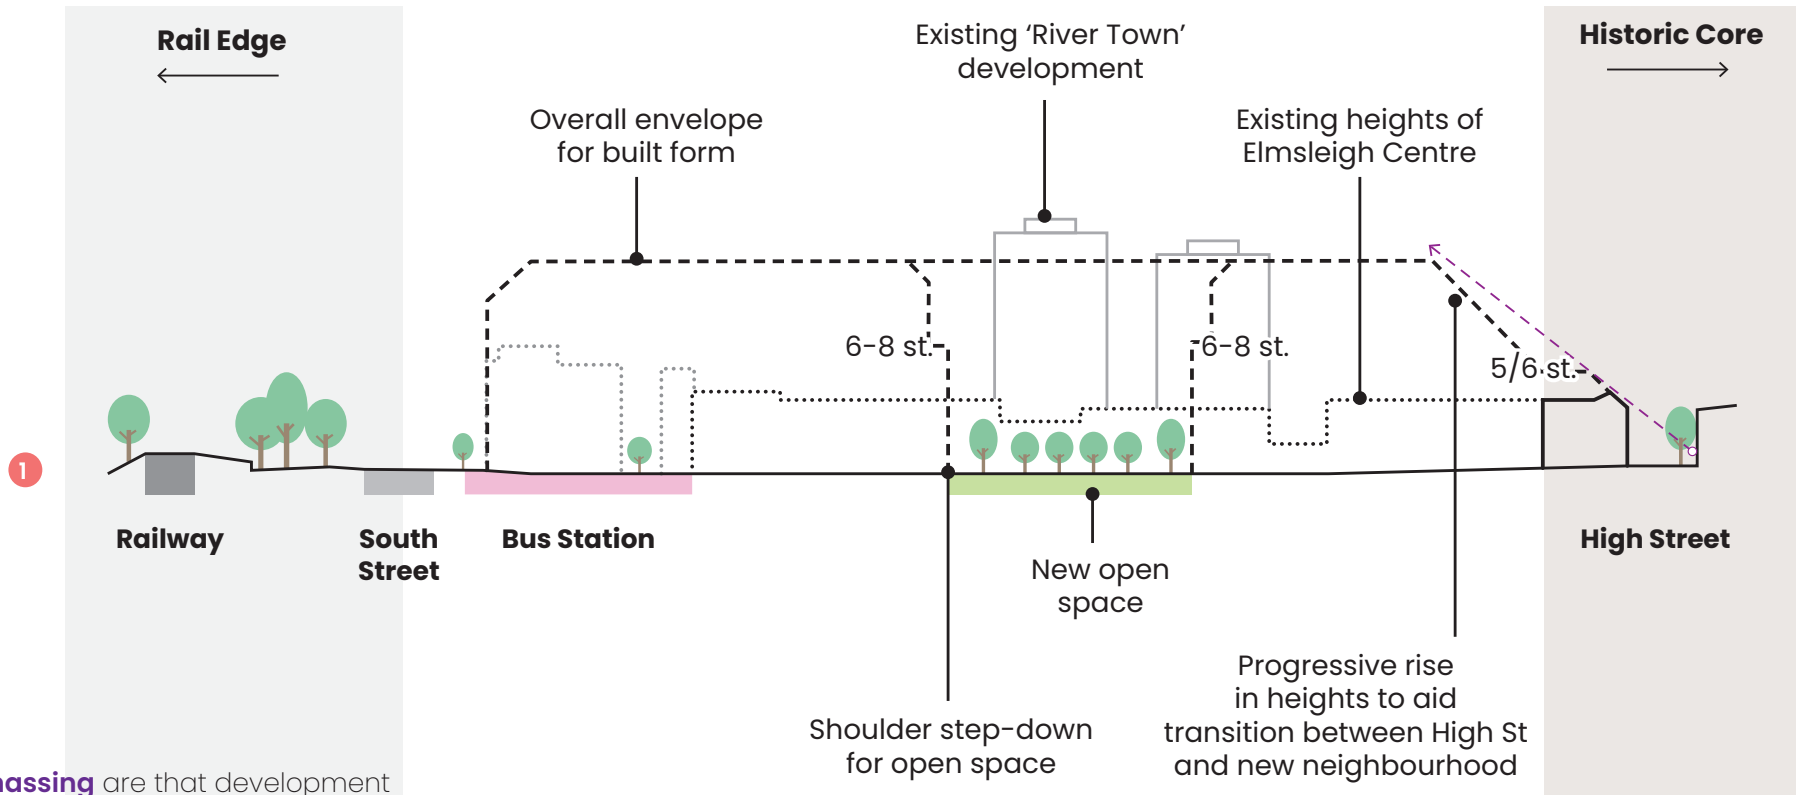 Rail Edge
Existing ‘River Town’
development
Historic Core
Overall envelope
for built form
Existing heights of
Elmsleigh Centre
6-8 st.
6-8 st.
5/6 st.
1
Railway
South
Street
Bus Station
High Street
New open
space
Shoulder step-down
for open space
Progressive rise
in heights to aid
transition between High St
and new neighbourhood
are that development